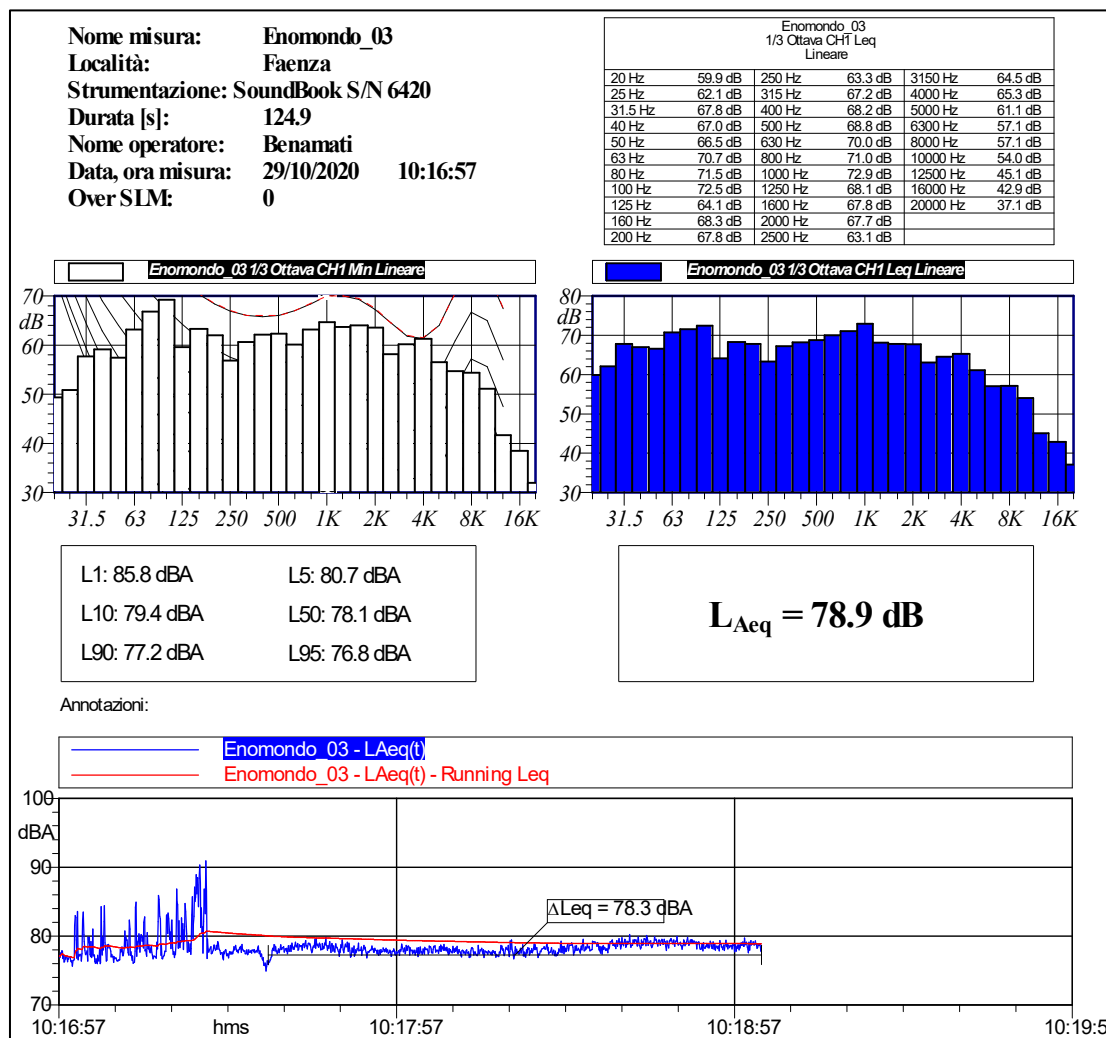 Nome misura: Enomondo_03
Località: Faenza
Strumentazione: SoundBook S/N 6420
Durata [s]: 124.9
Nome operatore: Benamati
Data, ora misura: 29/10/2020 10:16:57
Over SLM: 0
Enomondo_03
1/3 Ottava CH1 Leq
Lineare
20 Hz 59.9 dB 250 Hz 63.3 dB 3150 Hz 64.5 dB
25 Hz 62.1 dB 315 Hz 67.2 dB 4000 Hz 65.3 dB
31.5 Hz 67.8 dB 400 Hz 68.2 dB 5000 Hz 61.1 dB
40 Hz 67.0 dB 500 Hz 68.8 dB 6300 Hz 57.1 dB
50 Hz 66.5 dB 630 Hz 70.0 dB 8000 Hz 57.1 dB
63 Hz 70.7 dB 800 Hz 71.0 dB 10000 Hz 54.0 dB
80 Hz 71.5 dB 1000 Hz 72.9 dB 12500 Hz 45.1 dB
100 Hz 72.5 dB 1250 Hz 68.1 dB 16000 Hz 42.9 dB
125 Hz 64.1 dB 1600 Hz 67.8 dB 20000 Hz 37.1 dB
160 Hz 68.3 dB 2000 Hz 67.7 dB
200 Hz 67.8 dB 2500 Hz 63.1 dB
Enomondo_03 1/3 Ottava CH1 Min Lineare
70
dB
60
50
40
30
31.5 63 125 250 500 1K 2K 4K 8K 16K
Enomondo_03 1/3 Ottava CH1 Leq Lineare
80
dB
70
60
50
40
30
31.5 63 125 250 500 1K 2K 4K 8K 16K
L1: 85.8 dBA L5: 80.7 dBA
L10: 79.4 dBA L50: 78.1 dBA
L90: 77.2 dBA L95: 76.8 dBA
LAeq = 78.9 dB
Annotazioni:
Enomondo_03 - LAeq(t)
Enomondo_03 - LAeq(t) - Running Leq
100
dBA
90
80
70
ΔLeq = 78.3 dBA
10:16:57 hms 10:17:57 10:18:57 10:19:5